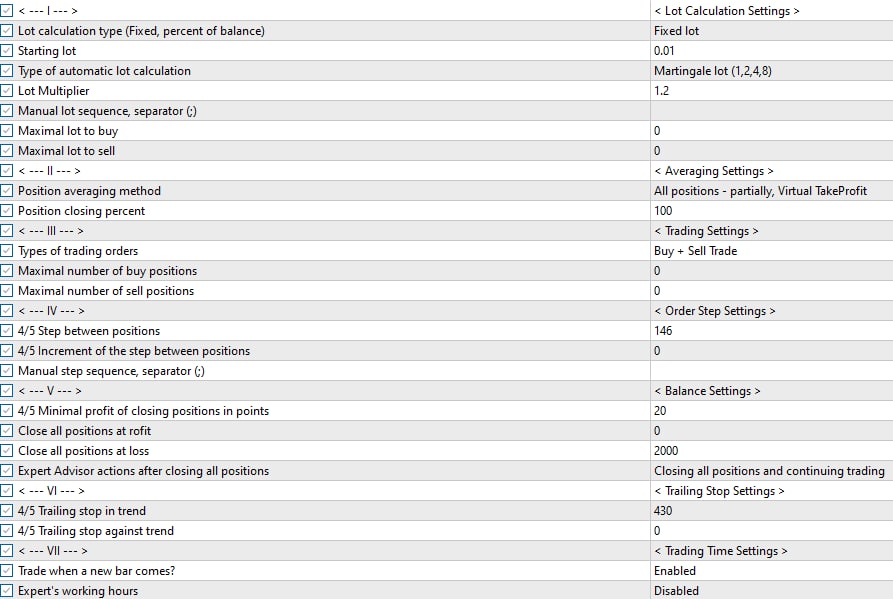 < --- I --- > < Lot Calculation Settings >
Lot calculation type (Fixed, percent of balance) Fixed lot
Starting lot 0.01
Type of automatic lot calculation Martingale lot (1,2,4,8)
Lot Multiplier 1.2
Manual lot sequence, separator (;)
Maximal lot to buy 0
Maximal lot to sell 0
< --- II --- > < Averaging Settings >
Position averaging method All positions - partially, Virtual TakeProfit
Position closing percent 100
< --- III --- > < Trading Settings >
Types of trading orders Buy + Sell Trade
Maximal number of buy positions 0
Maximal number of sell positions 0
< --- IV --- > < Order Step Settings >
4/5 Step between positions 146
4/5 Increment of the step between positions 0
Manual step sequence, separator (;)
< --- V --- > < Balance Settings >
4/5 Minimal profit of closing positions in points 20
Close all positions at rofit 0
Close all positions at loss 2000
Expert Advisor actions after closing all positions Closing all positions and continuing trading
< --- VI --- > < Trailing Stop Settings >
4/5 Trailing stop in trend 430
4/5 Trailing stop against trend 0
< --- VII --- > < Trading Time Settings >
Trade when a new bar comes? Enabled
Expert's working hours Disabled